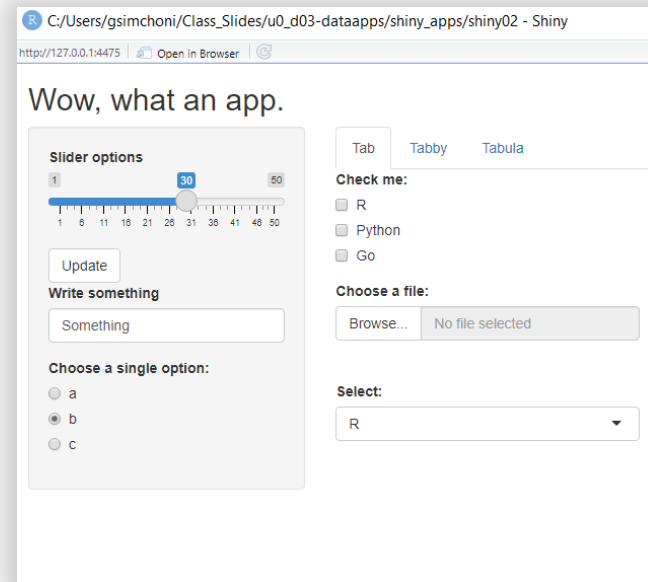 R C:/Users/gsimchoni/Class_Slides/u0_d03-dataapps/shiny_apps/shiny02 - Shiny
http://127.0.0.1:4475 Open in Browser
Wow, what an app.
Slider options
1 30 50
1 6 11 16 21 26 31 36 41 46 50
Update
Write something
Something
Choose a single option:
a
b
c
Tab Tabby Tabula
Check me:
R
Python
Go
Choose a file:
Browse... No file selected
Select:
R